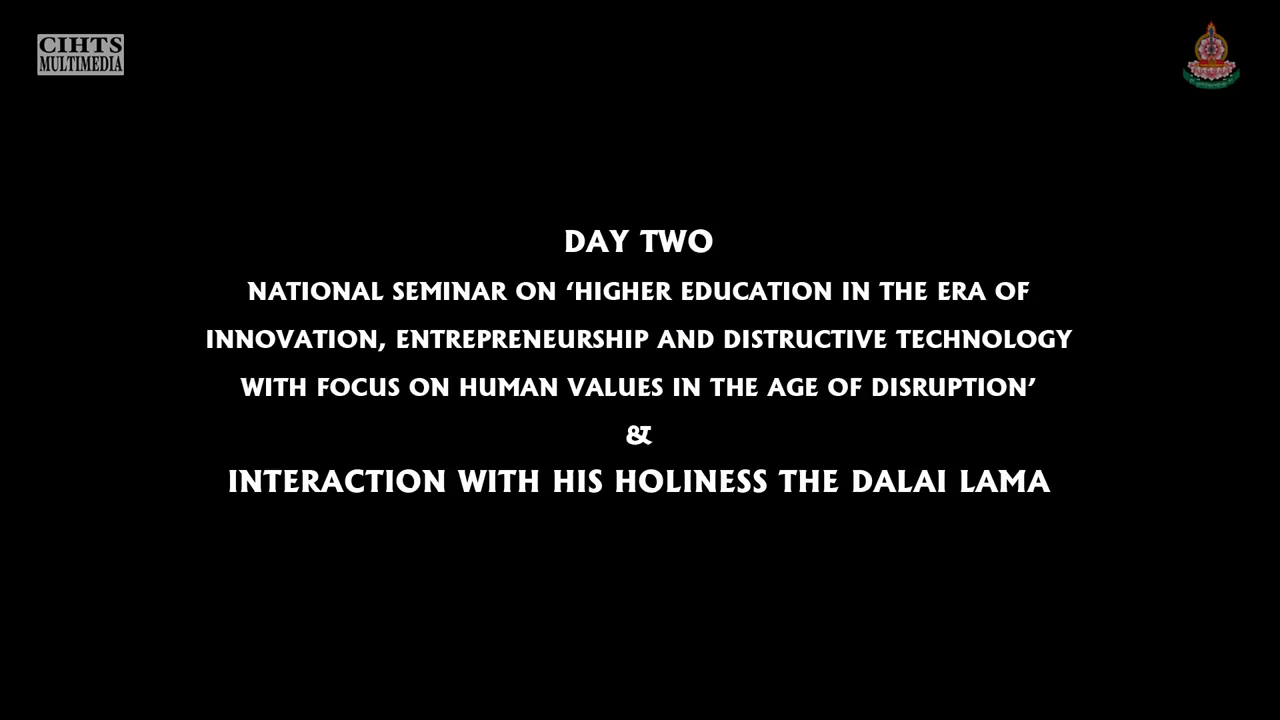 CIHTS
MULTIMEDIA
DAY TWO
NATIONAL SEMINAR ON ‘HIGHER EDUCATION IN THE ERA OF
INNOVATION, ENTREPRENEURSHIP AND DISTRUCTIVE TECHNOLOGY
WITH FOCUS ON HUMAN VALUES IN THE AGE OF DISRUPTION’
&
INTERACTION WITH HIS HOLINESS THE DALAI LAMA